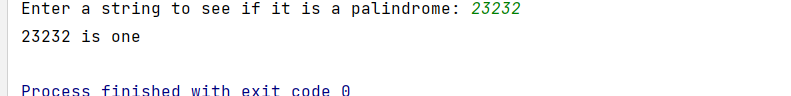 Enter a string to see if it is a palindrome: 23232
23232 is one
Process finished with exit code 0